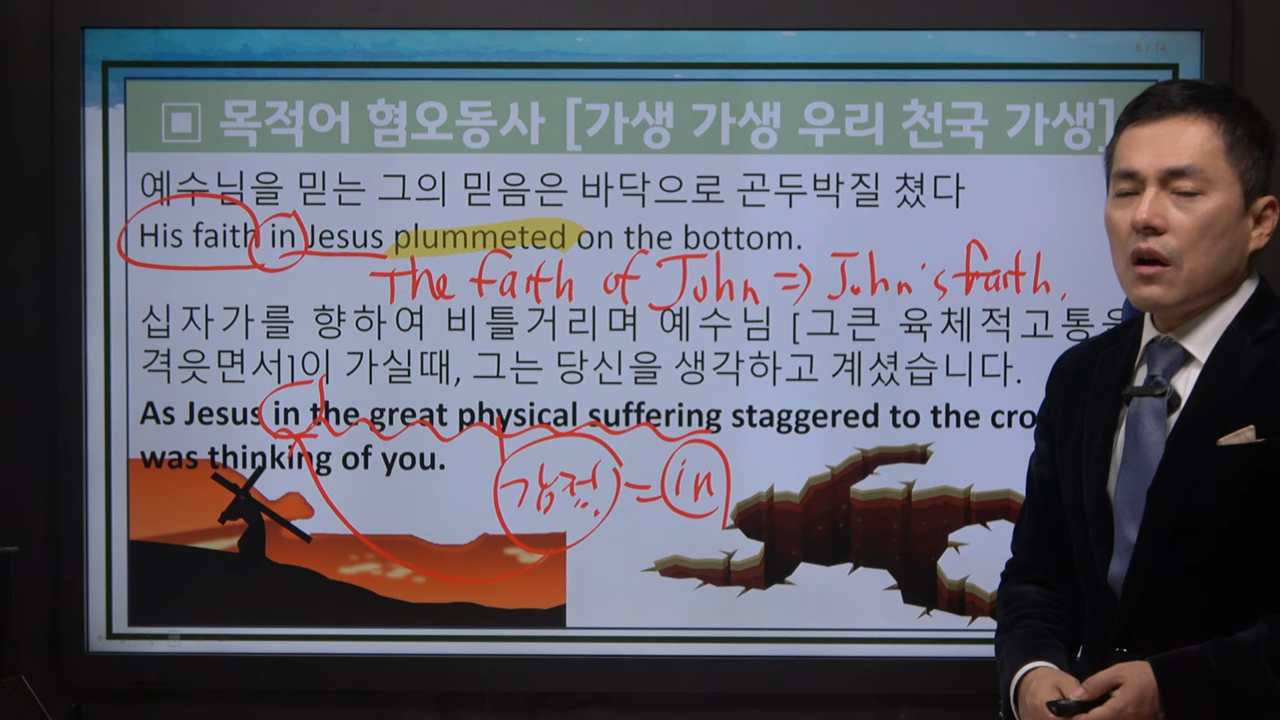 6 / 14
▣ 목적어 혐오동사 [가생 가생 우리 천국 가생]
예수님을 믿는 그의 믿음은 바닥으로 곤두박질 쳤다
His faith in Jesus plummeted on the bottom.
The faith of John ⇒ John's faith.
십자가를 향하여 비틀거리며 예수님 [그큰 육체적고통을
격읏면서]이 가실때, 그는 당신을 생각하고 계셨습니다.
As Jesus in the great physical suffering staggered to the cro
was thinking of you.
감정 = in